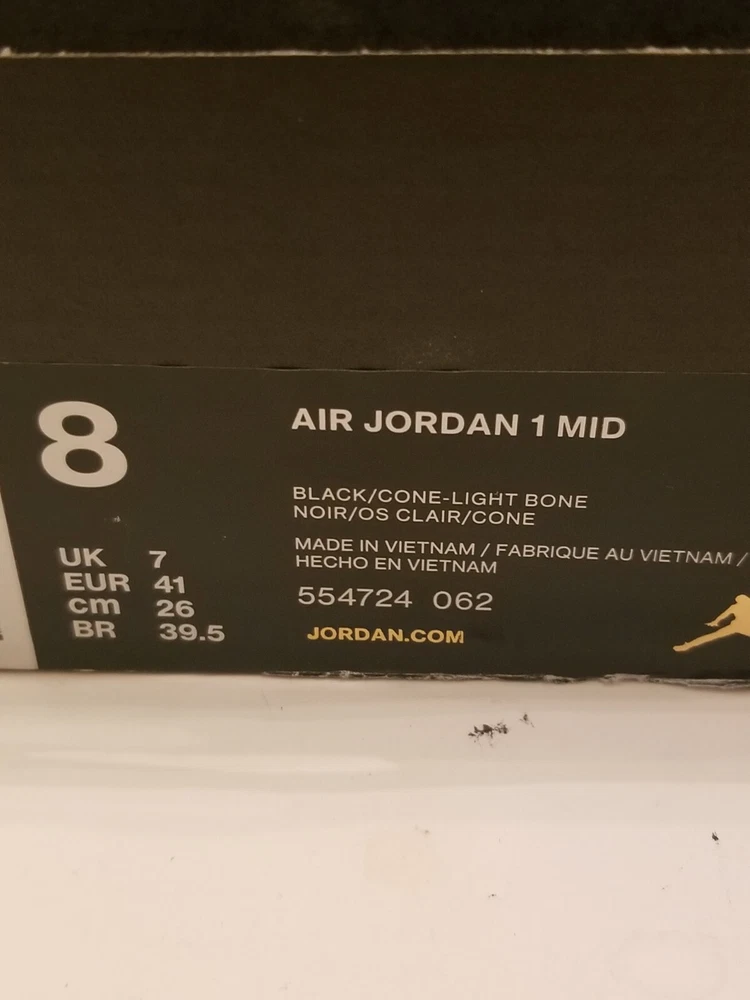 8
UK 7
EUR 41
cm 26
BR 39.5
AIR JORDAN 1 MID
BLACK/CONE-LIGHT BONE
NOIR/OS CLAIR/CONE
MADE IN VIETNAM / FABRIQUE AU VIETNAM /
HECHO EN VIETNAM
554724 062
JORDAN.COM